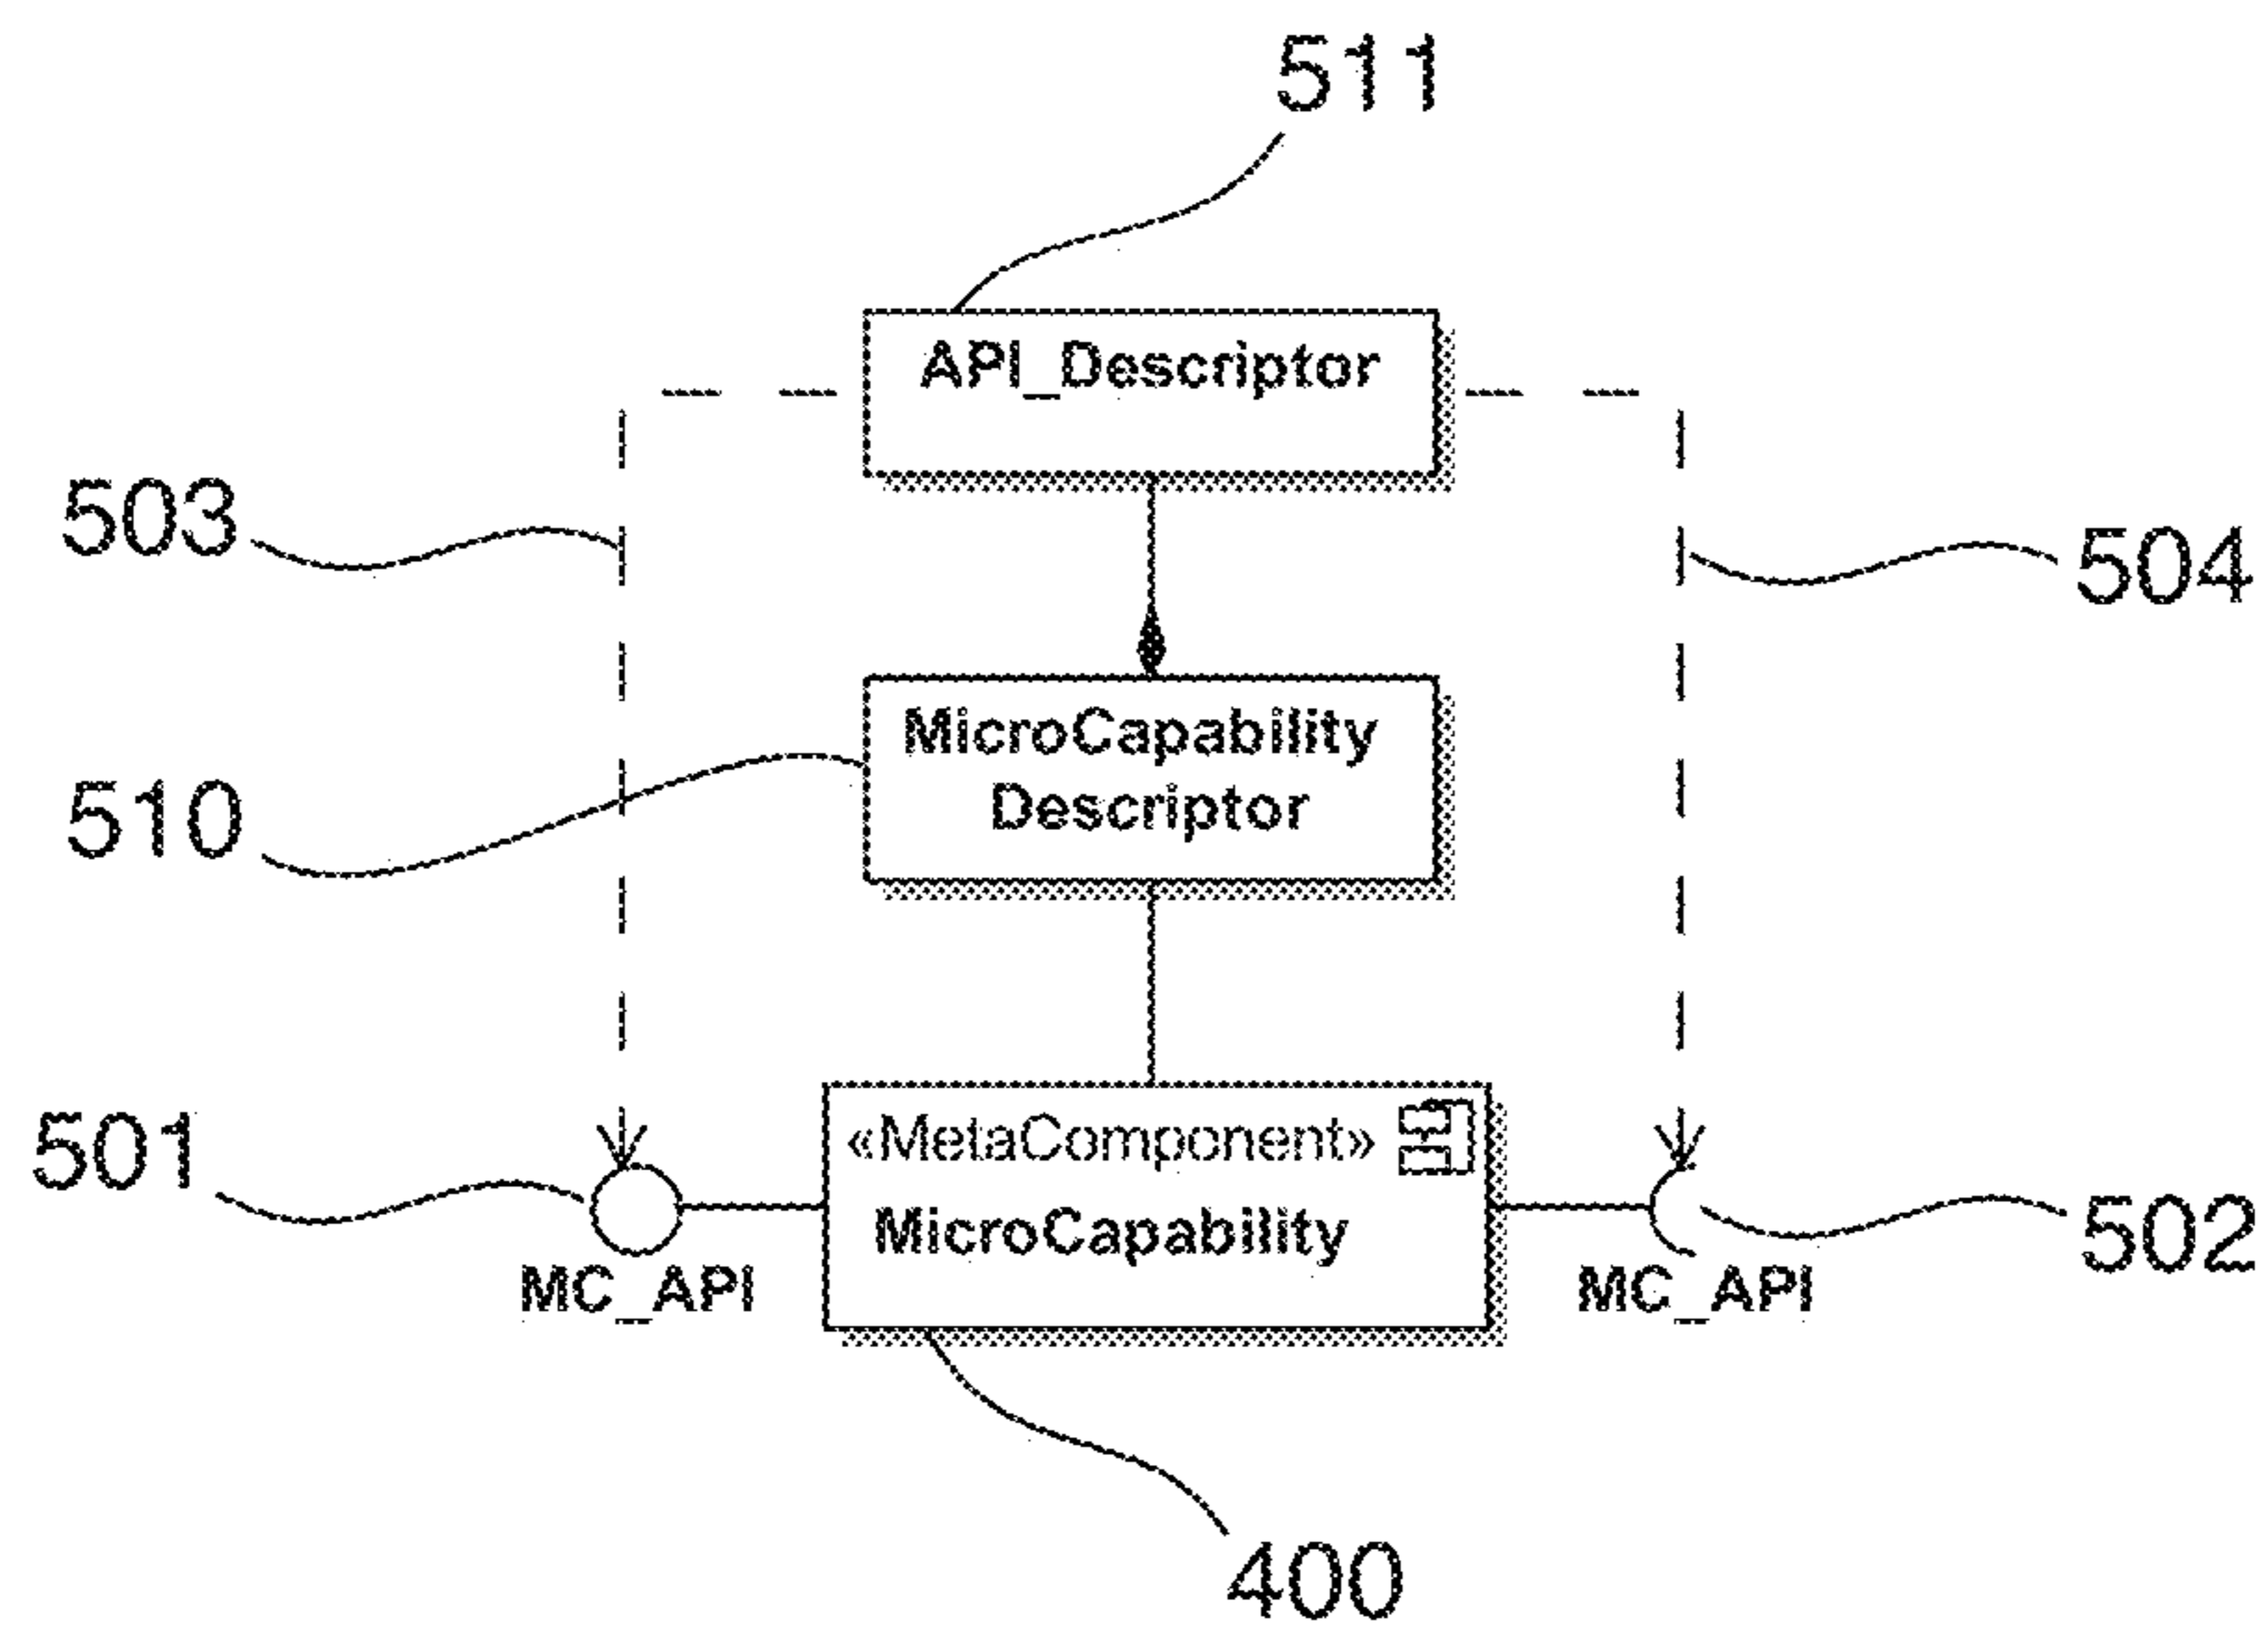 511
API_Descriptor
503
504
MicroCapability
Descriptor
510
501
«MetaComponent»
MicroCapability
502
MC_API
MC_API
400